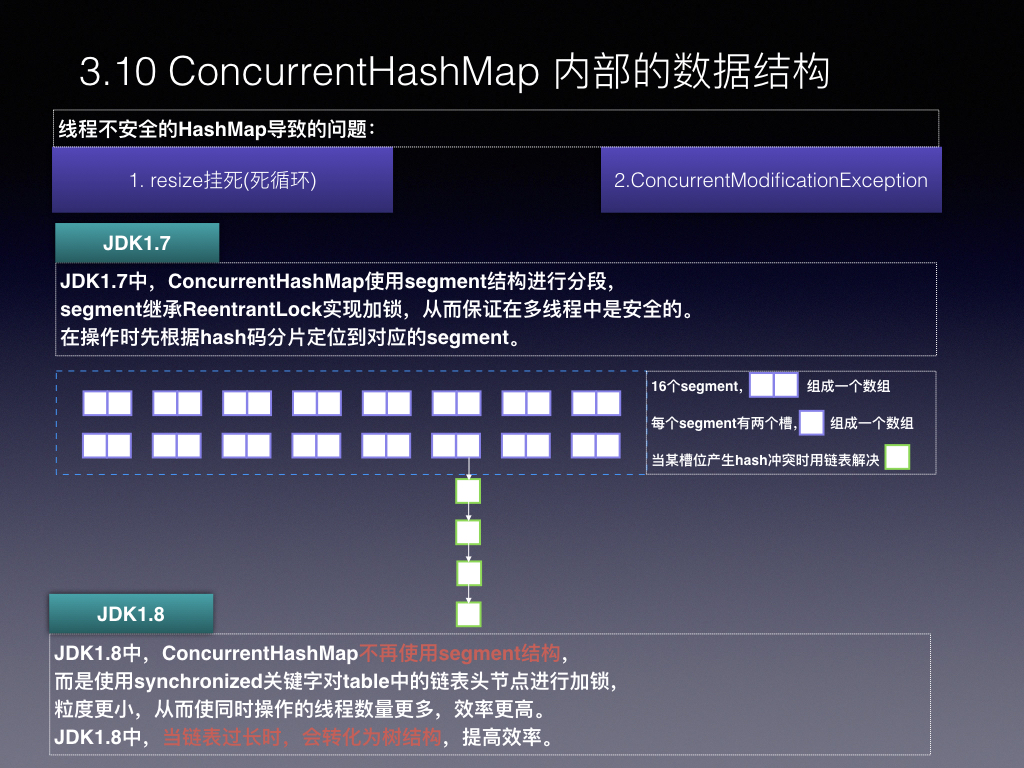 3.10 ConcurrentHashMap 内部的数据结构
线程不安全的HashMap导致的问题：
1. resize挂死(死循环)
2.ConcurrentModificationException
JDK1.7
JDK1.7中，ConcurrentHashMap使用segment结构进行分段，
segment继承ReentrantLock实现加锁，从而保证在多线程中是安全的。
在操作时先根据hash码分片定位到对应的segment。
16个segment， 组成一个数组
每个segment有两个槽， 组成一个数组
当某槽位产生hash冲突时用链表解决
JDK1.8
JDK1.8中，ConcurrentHashMap不再使用segment结构，
而是使用synchronized关键字对table中的链表头节点进行加锁，
粒度更小，从而使同时操作的线程数量更多，效率更高。
JDK1.8中，当链表过长时，会转化为树结构，提高效率。